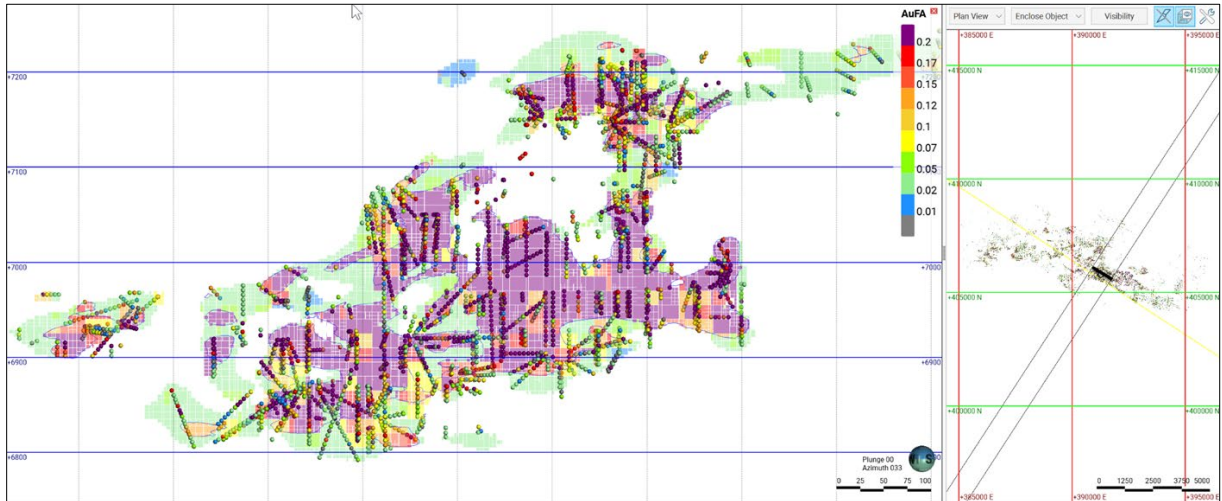 AuFA
0.2
0.17
0.15
0.12
0.1
0.07
0.05
0.02
0.01
+7200
+7100
+7000
+7000
+6900
+6900
+6800
Plunge 00
Azimuth 033
0 25 50 75 100
Plan View
Enclose Object
Visibility
+385000 E
+390000 E
+395000 E
+415000 N
+415000 N
+410000 N
+410000 N
+405000 N
+405000 N
+400000 N
+400000 N
0 1250 2500 3750 5000
+385000 E
+390000 E
+395000 E